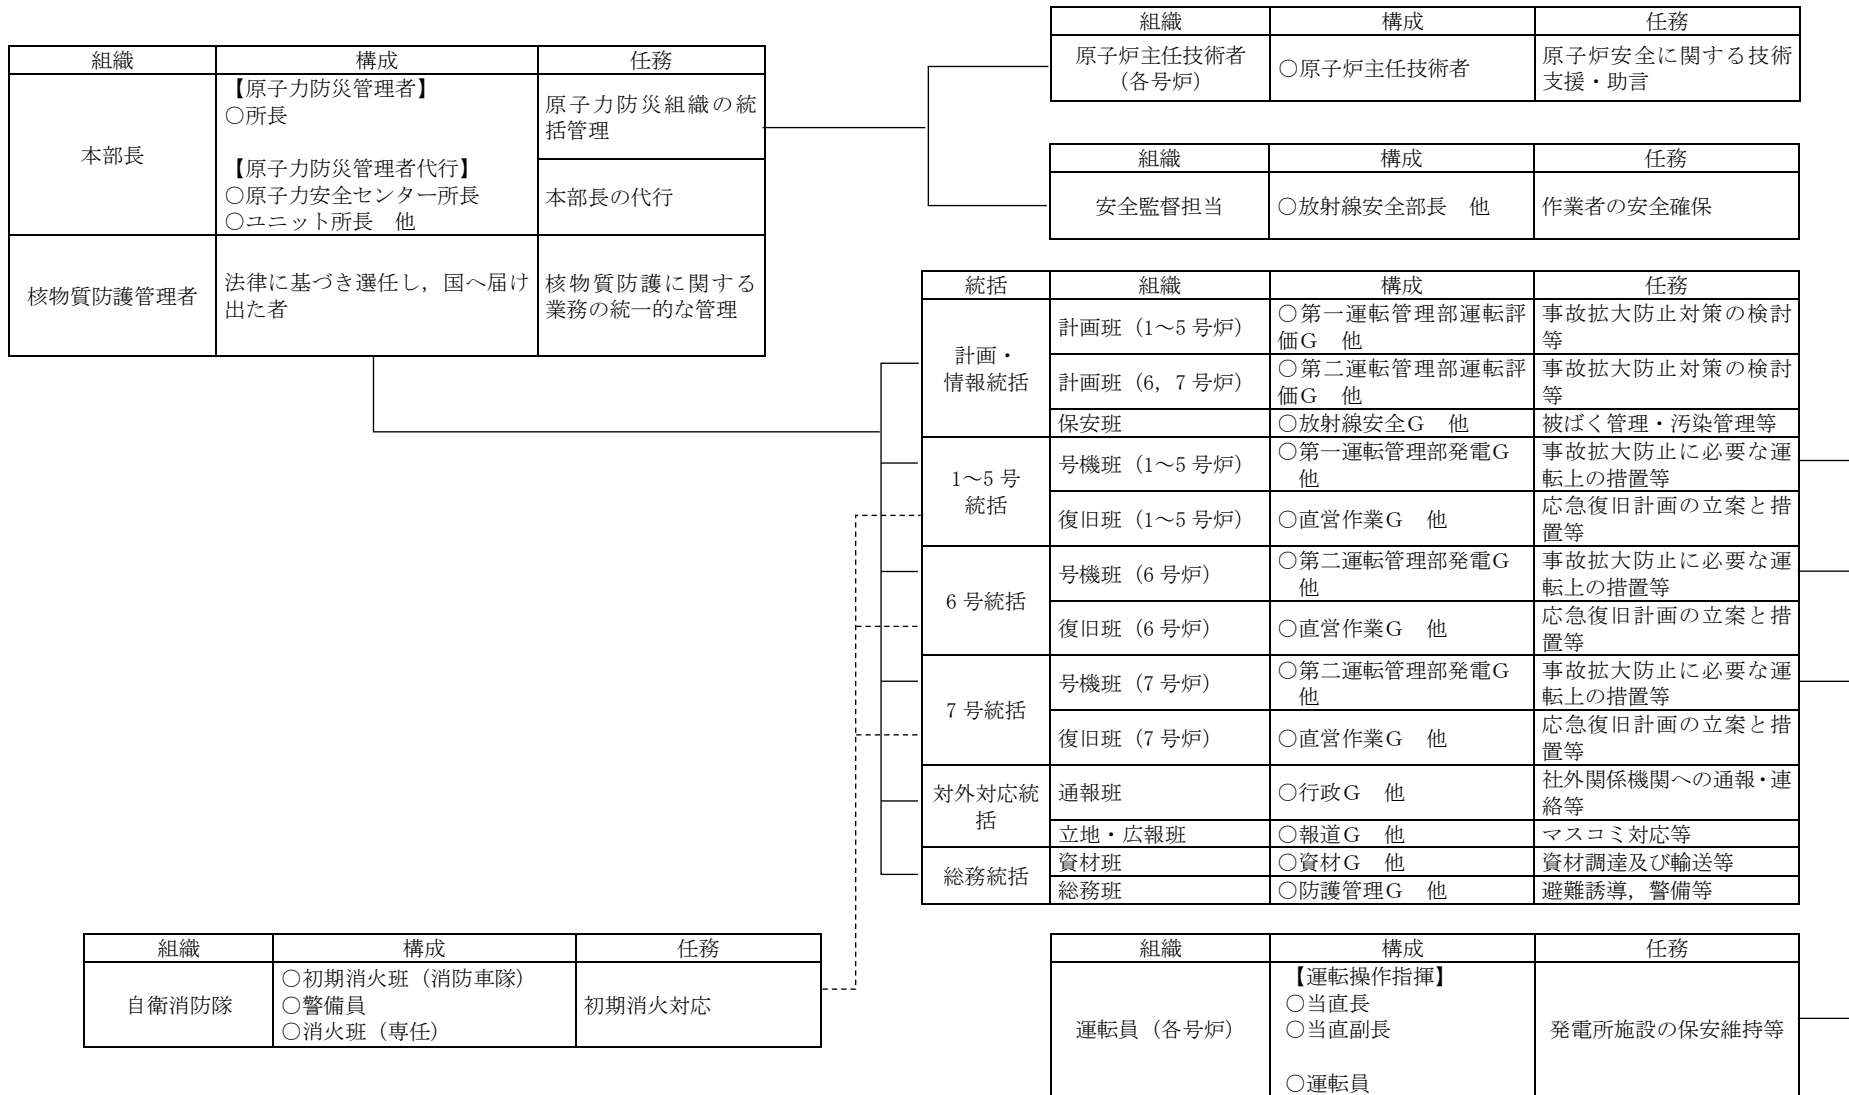 組織 構成 任務
本部長
【原子力防災管理者】
○所長
【原子力防災管理者代行】
○原子力安全センター所長
○ユニット所長　他
原子力防災組織の統
括管理
本部長の代行
核物質防護管理者
法律に基づき選任し，国へ届け
出た者
核物質防護に関する
業務の統一的な管理
組織 構成 任務
原子炉主任技術者
（各号炉）
○原子炉主任技術者
原子炉安全に関する技術
支援・助言
組織 構成 任務
安全監督担当 ○放射線安全部長　他 作業者の安全確保
統括 組織 構成 任務
計画・
情報統括
計画班（1～5 号炉）
○第一運転管理部運転評
価G　他
事故拡大防止対策の検討
等
計画班（6，7 号炉）
○第二運転管理部運転評
価G　他
事故拡大防止対策の検討
等
保安班 ○放射線安全G　他 被ばく管理・汚染管理等
1～5 号
統括
号機班（1～5 号炉）
○第一運転管理部発電G
他
事故拡大防止に必要な運
転上の措置等
復旧班（1～5 号炉） ○直営作業G　他
応急復旧計画の立案と措
置等
6 号統括
号機班（6 号炉）
○第二運転管理部発電G
他
事故拡大防止に必要な運
転上の措置等
復旧班（6 号炉） ○直営作業G　他
応急復旧計画の立案と措
置等
7 号統括
号機班（7 号炉）
○第二運転管理部発電G
他
事故拡大防止に必要な運
転上の措置等
復旧班（7 号炉） ○直営作業G　他
応急復旧計画の立案と措
置等
対外対応統
括
通報班 ○行政G　他
社外関係機関への通報・連
絡等
立地・広報班 ○報道G　他 マスコミ対応等
総務統括
資材班 ○資材G　他 資材調達及び輸送等
総務班 ○防護管理G　他 避難誘導，警備等
組織 構成 任務
自衛消防隊
○初期消火班（消防車隊）
○警備員
○消火班（専任）
初期消火対応
組織 構成 任務
運転員（各号炉）
【運転操作指揮】
○当直長
○当直副長
○運転員
発電所施設の保安維持等